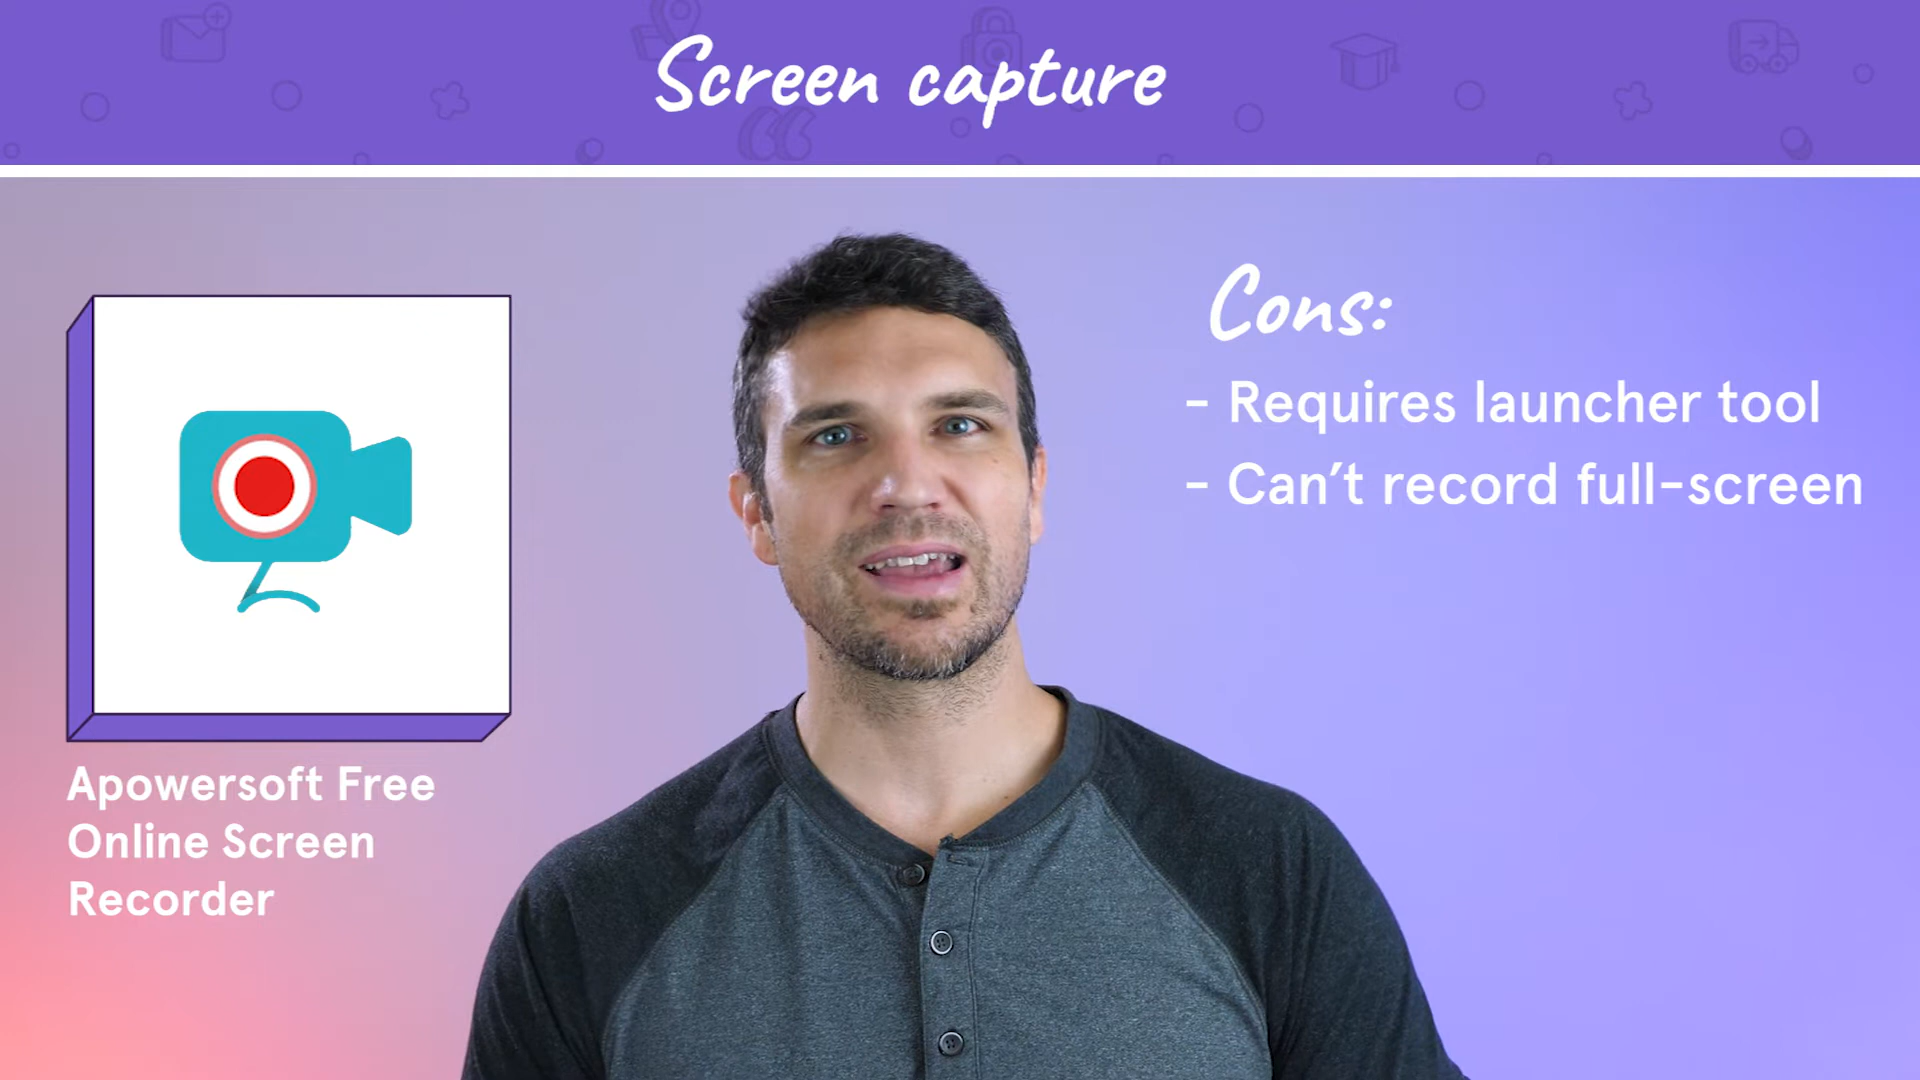 Screen capture
Cons:
- Requires launcher tool
- Can’t record full-screen
Apowersoft Free
Online Screen
Recorder